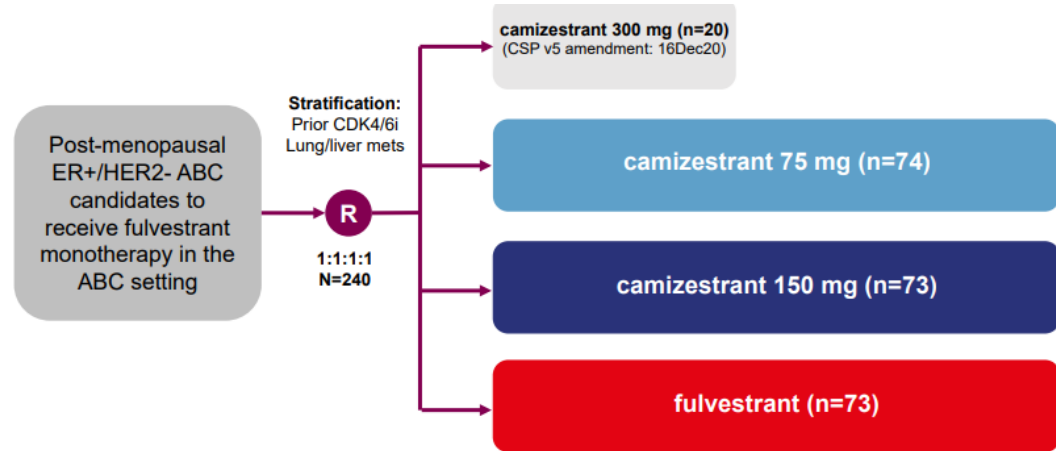 camizestrant 300 mg (n=20)
(CSP v5 amendment: 16Dec20)
Stratification:
Prior CDK4/6i
Lung/liver mets
Post-menopausal
ER+/HER2- ABC
candidates to
receive fulvestrant
monotherapy in the
ABC setting
R
1:1:1:1
N=240
camizestrant 75 mg (n=74)
camizestrant 150 mg (n=73)
fulvestrant (n=73)